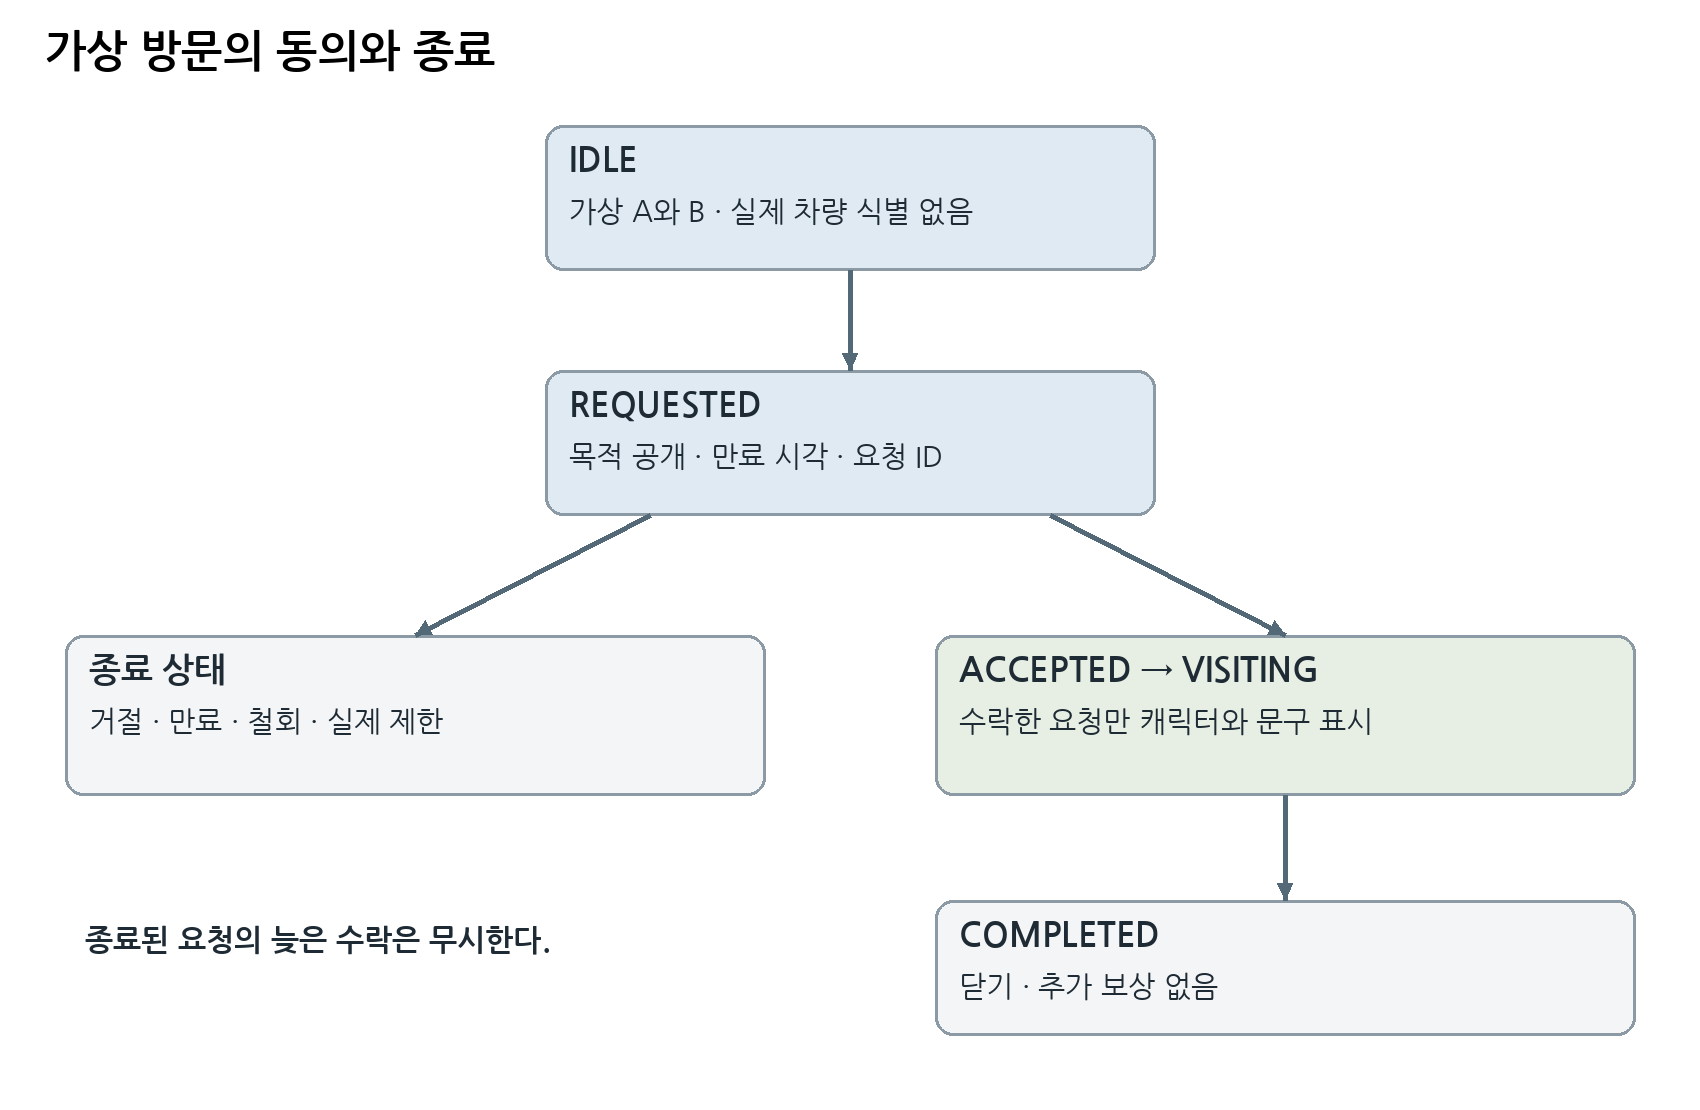 가상 방문의 동의와 종료
IDLE
가상 A와 B · 실제 차량 식별 없음
REQUESTED
목적 공개 · 만료 시각 · 요청 ID
종료 상태
거절 · 만료 · 철회 · 실제 제한
ACCEPTED → VISITING
수락한 요청만 캐릭터와 문구 표시
종료된 요청의 늦은 수락은 무시한다.
COMPLETED
닫기 · 추가 보상 없음